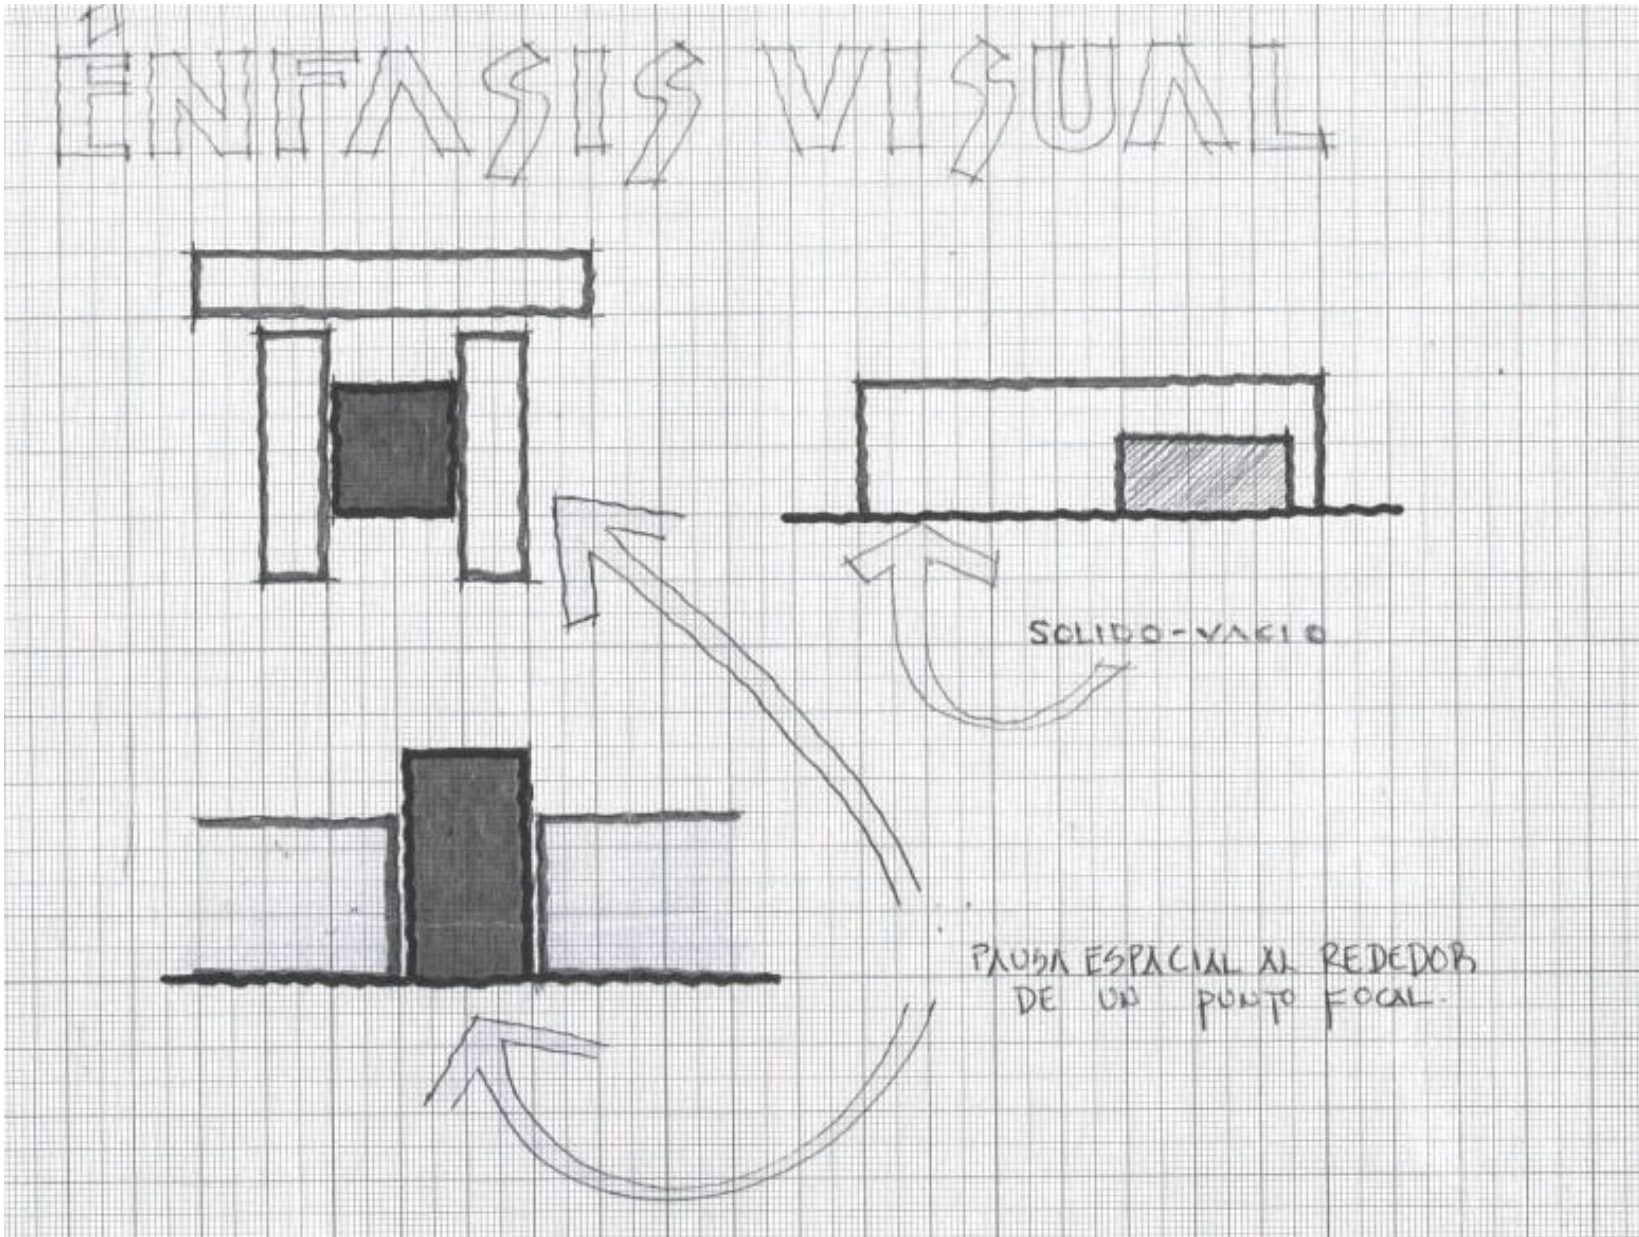 ÉNFASIS VISUAL
SOLIDO-VACIO
PAUSA ESPACIAL AL REDEDOR
DE UN PUNTO FOCAL.